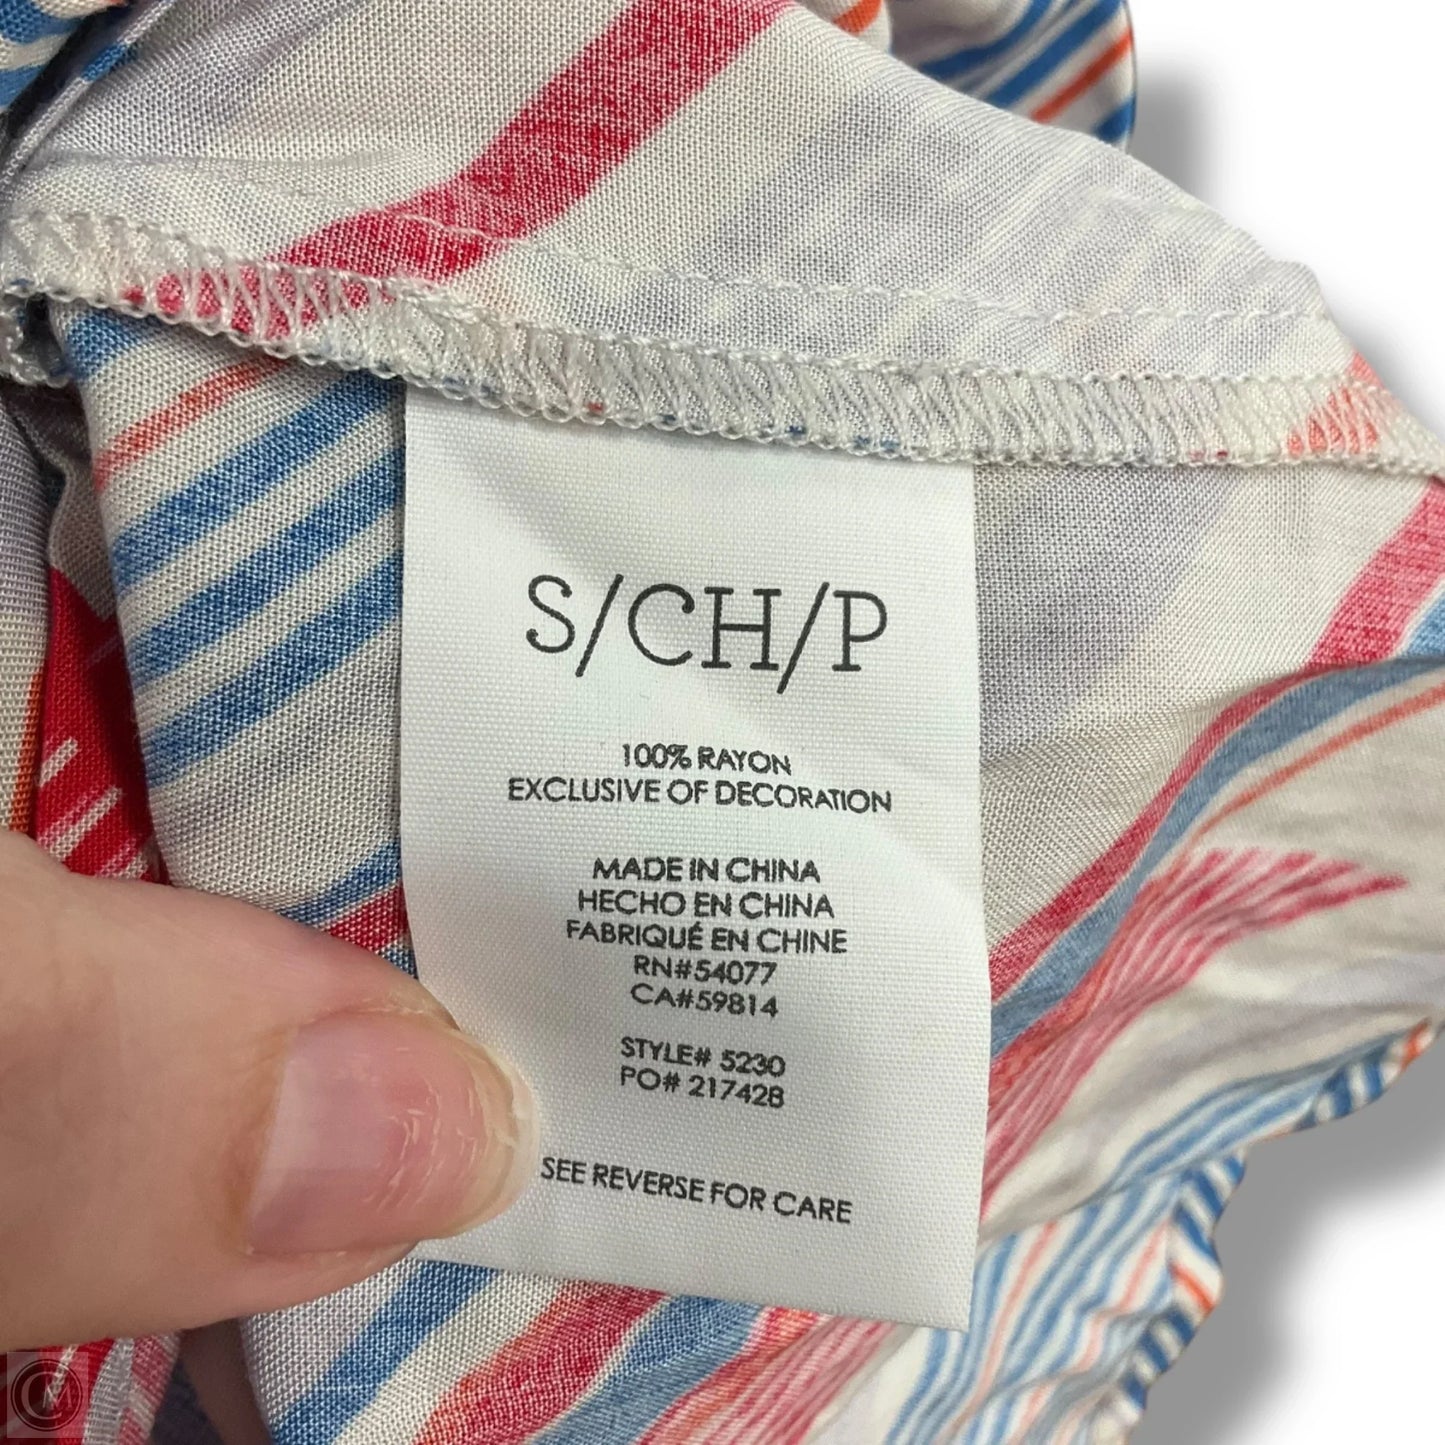 S/CH/P
100% RAYON
EXCLUSIVE OF DECORATION
MADE IN CHINA
HECHO EN CHINA
FABRIQUÉ EN CHINE
RN#54077
CA#59814
STYLE# 5230
PO# 217428
SEE REVERSE FOR CARE